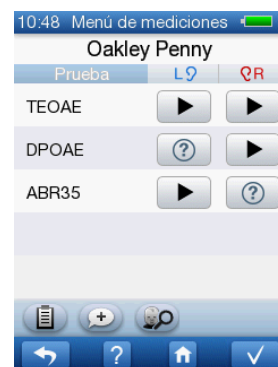 10:48 Menú de mediciones
Oakley Penny
Prueba L R
TEOAE
DPOAE ?
ABR35 ?
?